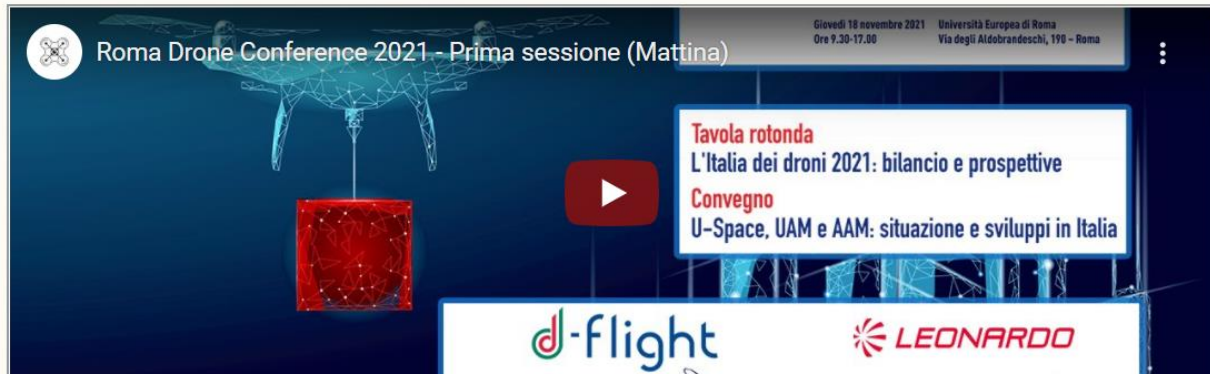 Roma Drone Conference 2021 - Prima sessione (Mattina)
Giovedì 18 novembre 2021 Università Europea di Roma
Ore 9.30-17.00 Via degli Aldobrandeschi, 190 – Roma
Tavola rotonda
L'Italia dei droni 2021: bilancio e prospettive
Convegno
U-Space, UAM e AAM: situazione e sviluppi in Italia
d-flight
LEONARDO